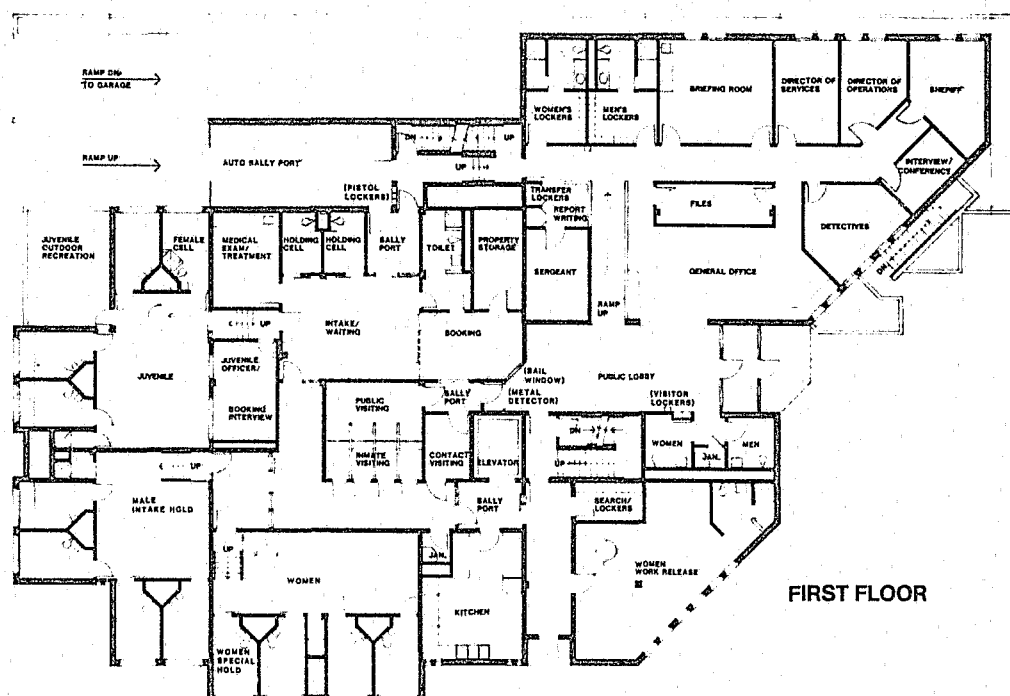 RAMP DN
TO GARAGE
RAMP UP
AUTO SALLY PORT
DN
UP
UP
WOMEN'S
LOCKERS
MEN'S
LOCKERS
BRIEFING ROOM
DIRECTOR OF
SERVICES
DIRECTOR OF
OPERATIONS
SHERIFF
INTERVIEW/
CONFERENCY
(PISTOL
LOCKERS)
TRANSFER
LOCKERS
REPORT
WRITING
FILES
DETECTIVES
DN
JUVENILE
OUTDOOR
RECREATION
FEMALE
CELL
MEDICAL
EXAM/
TREATMENT
HOLDING
CELL
HOLDING
CELL
SALLY
PORT
TOILET
PROPERTY
STORAGE
SERGEANT
GENERAL OFFICE
RAMP
UP
UP
INTAKE/
WAITING
BOOKING
JUVENILE
JUVENILE
OFFICER/
BOOKING/
INTERVIEW
(BAIL
WINDOW)
PUBLIC LOBBY
PUBLIC
VISITING
SALLY
PORT
(METAL
DETECTOR)
(VISITOR
LOCKERS)
DN
UP
WOMEN
JAN.
MEN
INMATE
VISITING
CONTACT
VISITING
ELEVATOR
UP
MALE
INTAKE HOLD
SALLY
PORT
SEARCH/
LOCKERS
UP
WOMEN
JAN.
KITCHEN
WOMEN
WORK RELEASE
WOMEN
SPECIAL
HOLD
FIRST FLOOR